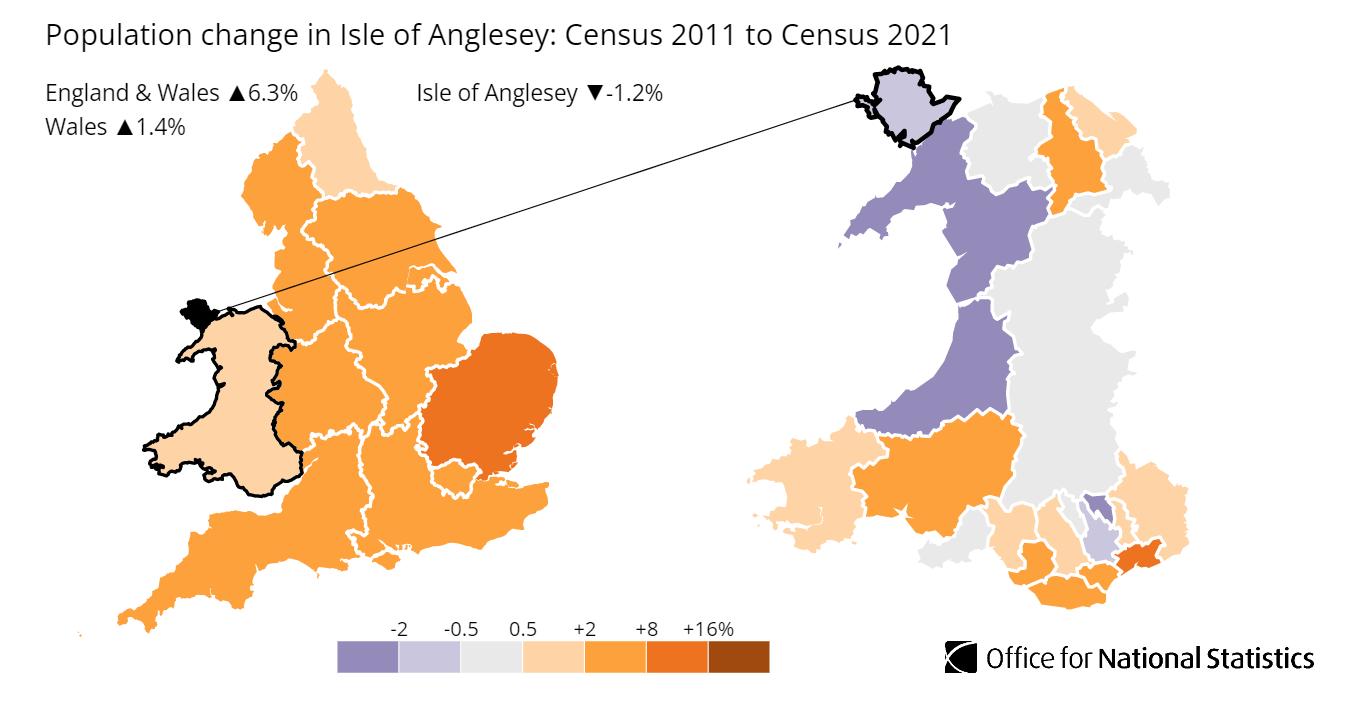 Population change in Isle of Anglesey: Census 2011 to Census 2021
England & Wales ▲6.3%
Isle of Anglesey ▼-1.2%
Wales ▲1.4%
-2 -0.5 0.5 +2 +8 +16%
Office for National Statistics